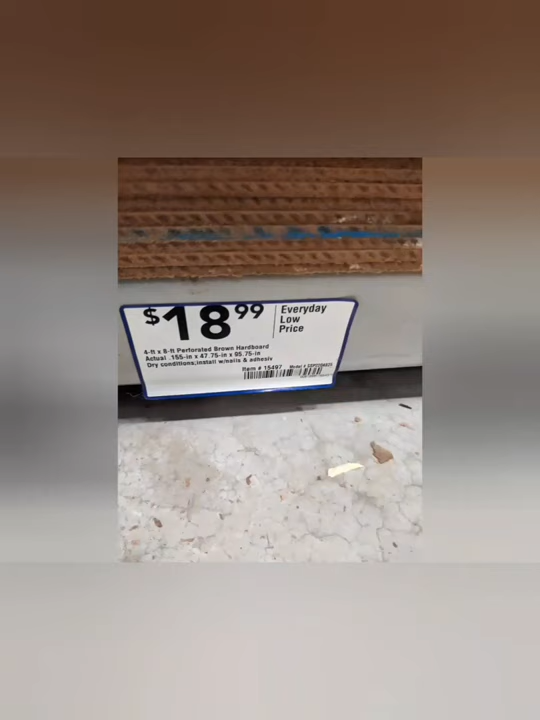 $18 99
Everyday
Low
Price
4-ft x 8-ft Perforated Brown Hardboard
Actual .155-in x 47.75-in x 95.75-in
Dry conditions;install w/nails & adhesiv
Item # 15497 Model #